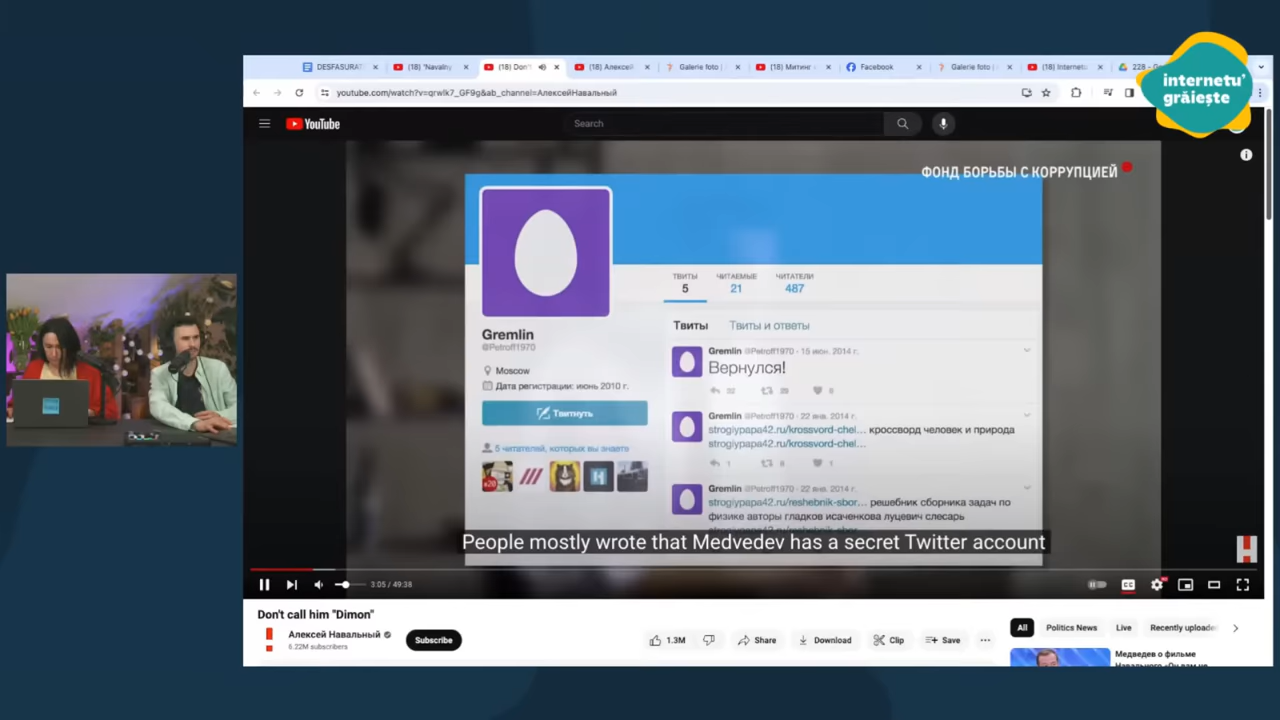 internetu'
grăiește
DESFASURAT
(18) "Navalny
(18) Don'
(18) Алексей
Galerie foto |
(18) Митинг
Facebook
Galerie foto |
(18) Internetu
228 - G
youtube.com/watch?v=qrwlk7_GF9g&ab_channel=АлексейНавальный
YouTube
Search
ФОНД БОРЬБЫ С КОРРУПЦИЕЙ
ТВИТЫ
5
ЧИТАЕМЫЕ
21
ЧИТАТЕЛИ
487
Gremlin
@Petroff1970
Moscow
Дата регистрации: июнь 2010 г.
Твитнуть
5 читателей, которых вы знаете
Твиты
Твиты и ответы
Gremlin @Petroff1970 · 15 июн. 2014 г.
Вернулся!
Gremlin @Petroff1970 · 22 янв. 2014 г.
strogiypapa42.ru/krossvord-chel... кроссворд человек и природа
strogiypapa42.ru/krossvord-chel...
1
8
1
Gremlin @Petroff1970 · 22 янв. 2014 г.
strogiypapa42.ru/reshebnik-sbor... решебник сборника задач по
физике авторы гладков исаченкова луцевич слесарь
People mostly wrote that Medvedev has a secret Twitter account
3:05 / 49:38
Don't call him "Dimon"
Алексей Навальный
6.22M subscribers
Subscribe
1.3M
Share
Download
Clip
Save
All
Politics News
Live
Recently uploade
Медведев о фильме